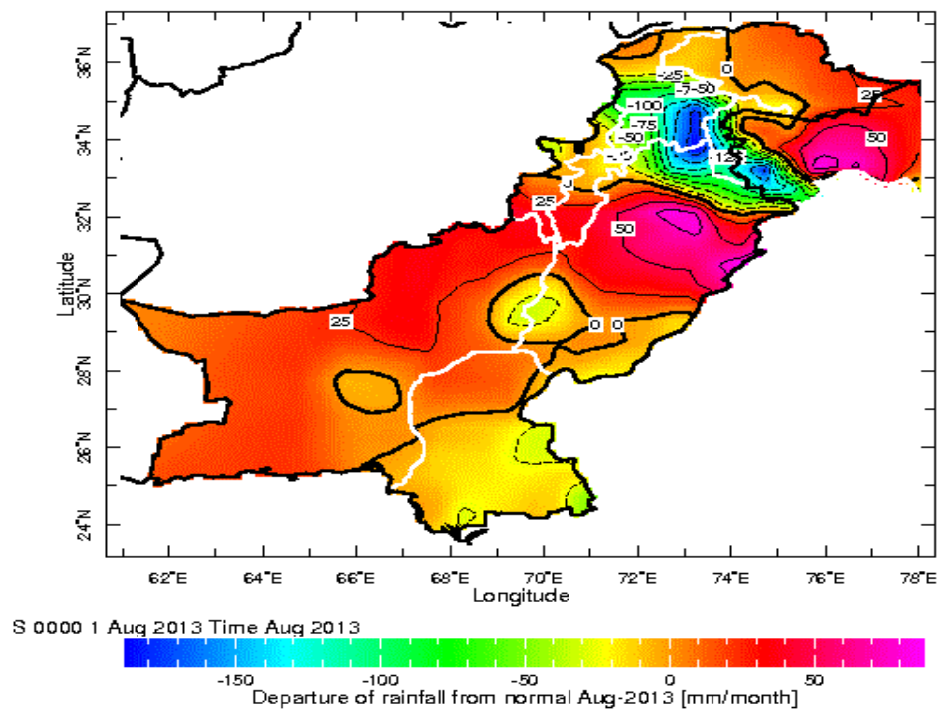 36°N
34°N
32°N
30°N
28°N
26°N
24°N
Latitude
0
-25
-7
-50
-100
-75
-50
25
50
25
50
0
25
0 0
62°E 64°E 66°E 68°E 70°E 72°E 74°E 76°E 78°E
Longitude
S 0000 1 Aug 2013 Time Aug 2013
-150 -100 -50 0 50
Departure of rainfall from normal Aug-2013 [mm/month]